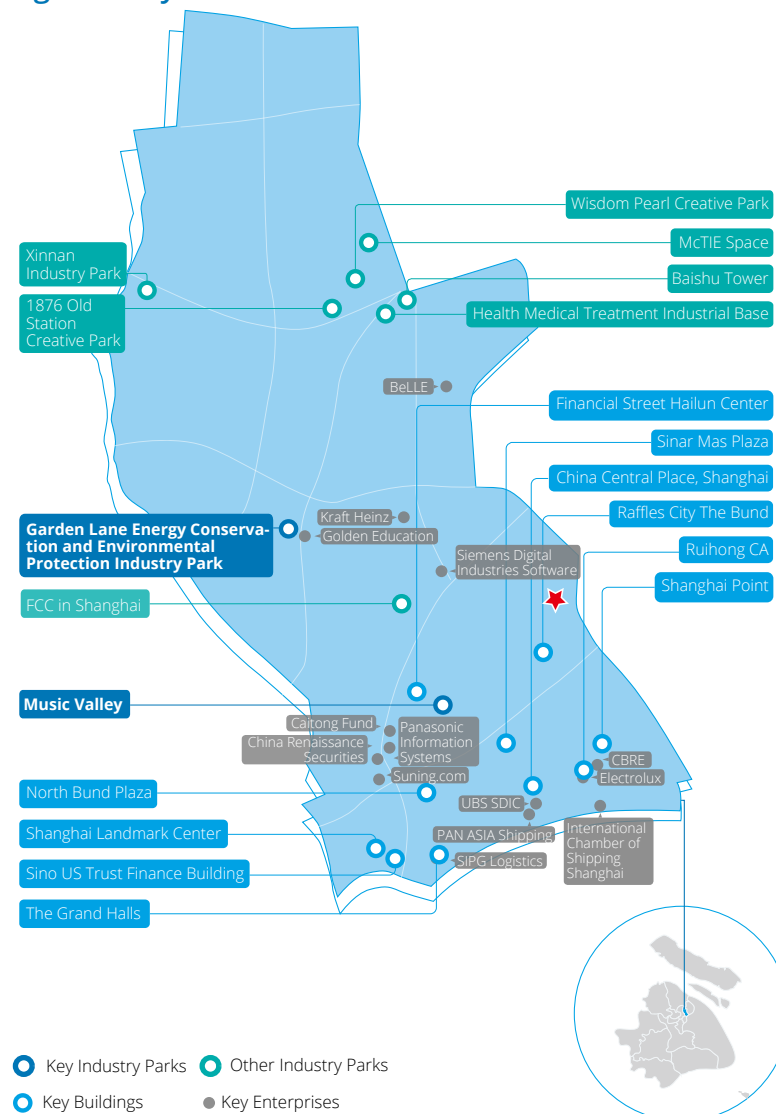 Wisdom Pearl Creative Park
McTIE Space
Xinnan
Industry Park
Baishu Tower
1876 Old
Station
Creative Park
Health Medical Treatment Industrial Base
BeLLE
Financial Street Hailun Center
Sinar Mas Plaza
China Central Place, Shanghai
Raffles City The Bund
Kraft Heinz
Garden Lane Energy Conserva-
tion and Environmental
Protection Industry Park
Golden Education
Ruihong CA
Siemens Digital
Industries Software
Shanghai Point
FCC in Shanghai
Music Valley
Caitong Fund
Panasonic
Information
Systems
China Renaissance
Securities
CBRE
Suning.com
Electrolux
North Bund Plaza
UBS SDIC
Shanghai Landmark Center
PAN ASIA Shipping
International
Chamber of
Shipping
Shanghai
SIPG Logistics
Sino US Trust Finance Building
The Grand Halls
Key Industry Parks
Other Industry Parks
Key Buildings
Key Enterprises